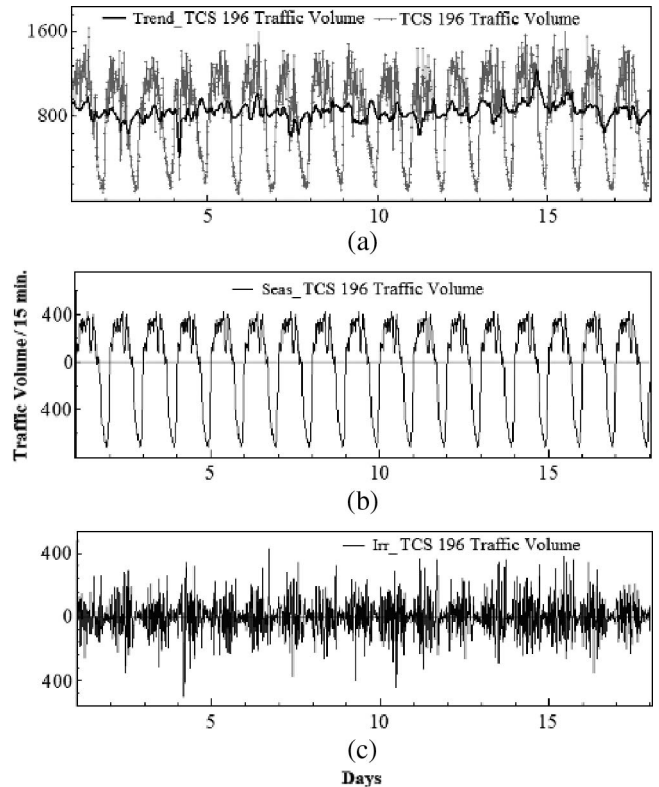 1600
Trend_TCS 196 Traffic Volume
TCS 196 Traffic Volume
800
5 10 15
(a)
Traffic Volume / 15 min.
400
Seas_TCS 196 Traffic Volume
0
400
5 10 15
(b)
400
Irr_TCS 196 Traffic Volume
0
400
5 10 15
(c)
Days